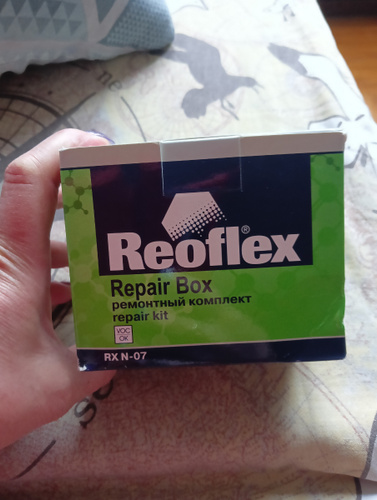 Reoflex®
Repair Box
ремонтный комплект
repair kit
VOC
OK
RX N-07